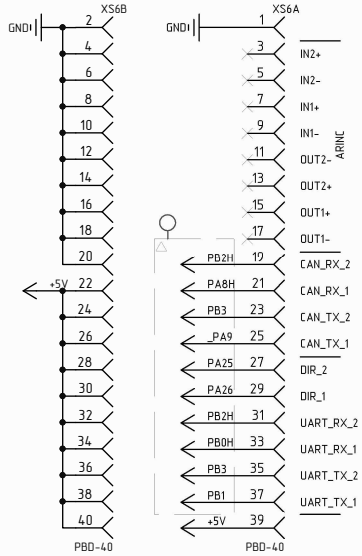 XS6B XS6A
GND 2 GND 1
4 3 IN2+
6 5 IN2-
8 7 IN1+
10 9 IN1-
12 11 OUT2-
14 13 OUT2+
16 15 OUT1+
18 17 OUT1-
ARINC
20 PB2H 19 CAN_RX_2
+5V 22 PA8H 21 CAN_RX_1
24 PB3 23 CAN_TX_2
26 _PA9 25 CAN_TX_1
28 PA25 27 DIR_2
30 PA26 29 DIR_1
32 PB2H 31 UART_RX_2
34 PB0H 33 UART_RX_1
36 PB3 35 UART_TX_2
38 PB1 37 UART_TX_1
40 +5V 39
PBD-40 PBD-40